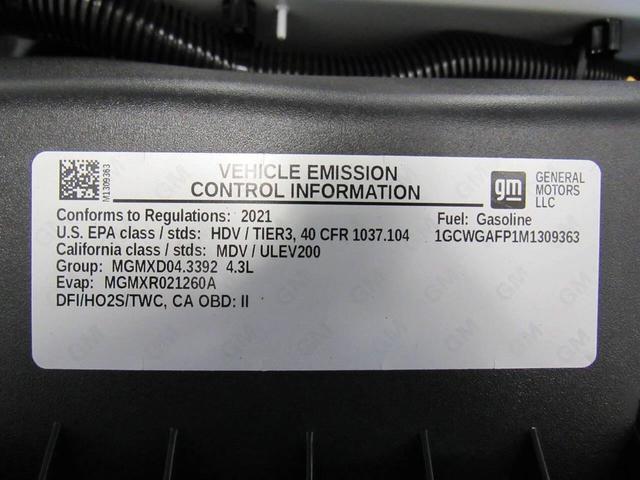 VEHICLE EMISSION
CONTROL INFORMATION
M1309363
gm
GENERAL
MOTORS
LLC
Conforms to Regulations: 2021
Fuel: Gasoline
U.S. EPA class / stds: HDV / TIER3, 40 CFR 1037.104
1GCWGAFP1M1309363
California class / stds: MDV / ULEV200
Group: MGMXD04.3392 4.3L
Evap: MGMXR021260A
DFI/HO2S/TWC, CA OBD: II